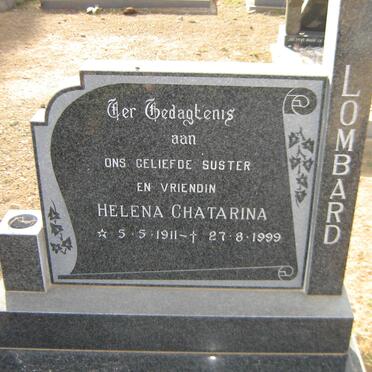 Ter Gedagtenis
aan
ONS GELIEFDE SUSTER
EN VRIENDIN
HELENA CHATARINA
☆ 5-5-1911-† 27-8-1999
LOMBARD